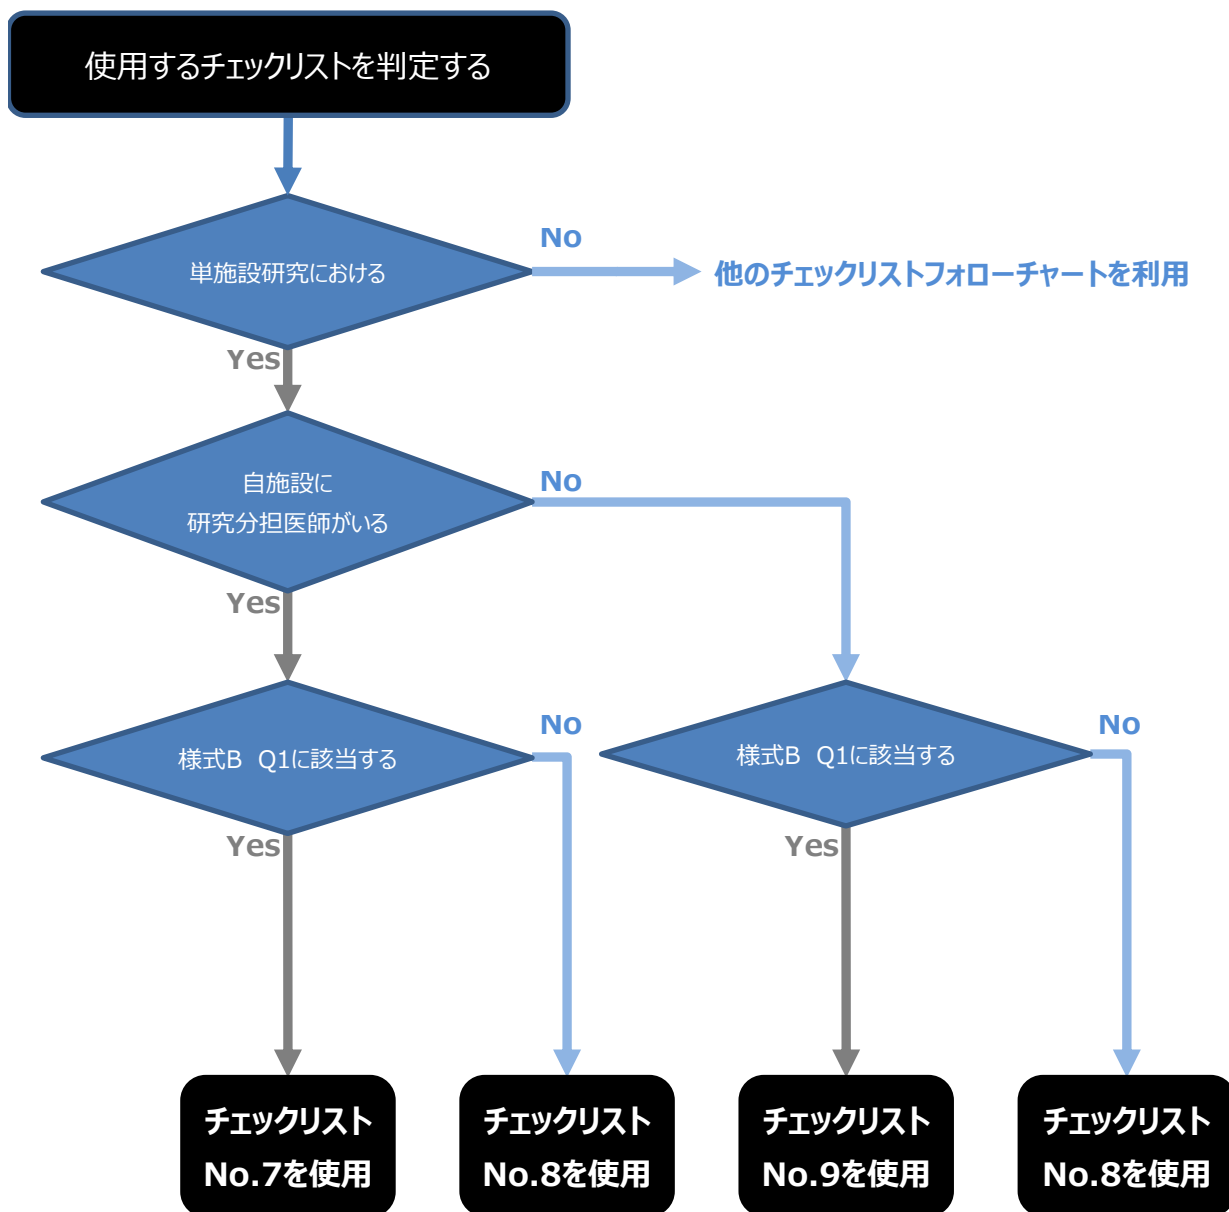 使用するチェックリストを判定する
単施設研究における
No
他のチェックリストフォローチャートを利用
Yes
自施設に
研究分担医師がいる
No
Yes
様式B Q1に該当する
No
様式B Q1に該当する
No
Yes
Yes
チェックリスト
No.7を使用
チェックリスト
No.8を使用
チェックリスト
No.9を使用
チェックリスト
No.8を使用